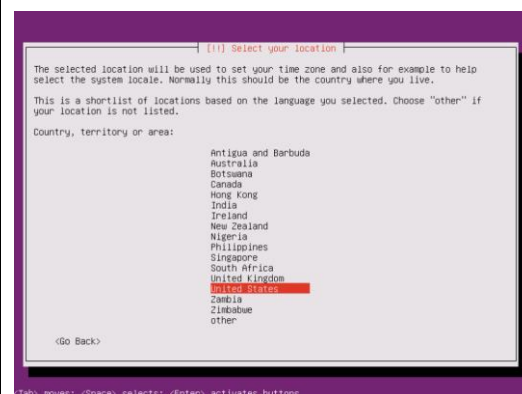 [!!] Select your location
The selected location will be used to set your time zone and also for example to help
select the system locale. Normally this should be the country where you live.
This is a shortlist of locations based on the language you selected. Choose "other" if
your location is not listed.
Country, territory or area:
Antigua and Barbuda
Australia
Botswana
Canada
Hong Kong
India
Ireland
New Zealand
Nigeria
Philippines
Singapore
South Africa
United Kingdom
United States
Zambia
Zimbabwe
other
<Go Back>
<Tab> moves; <Space> selects; <Enter> activates buttons